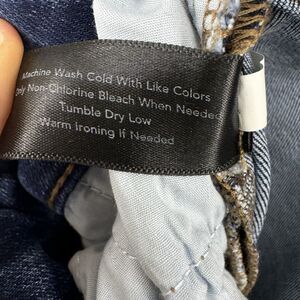 Machine Wash Cold With Like Colors
Only Non-Chlorine Bleach When Needed
Tumble Dry Low
Warm Ironing If Needed